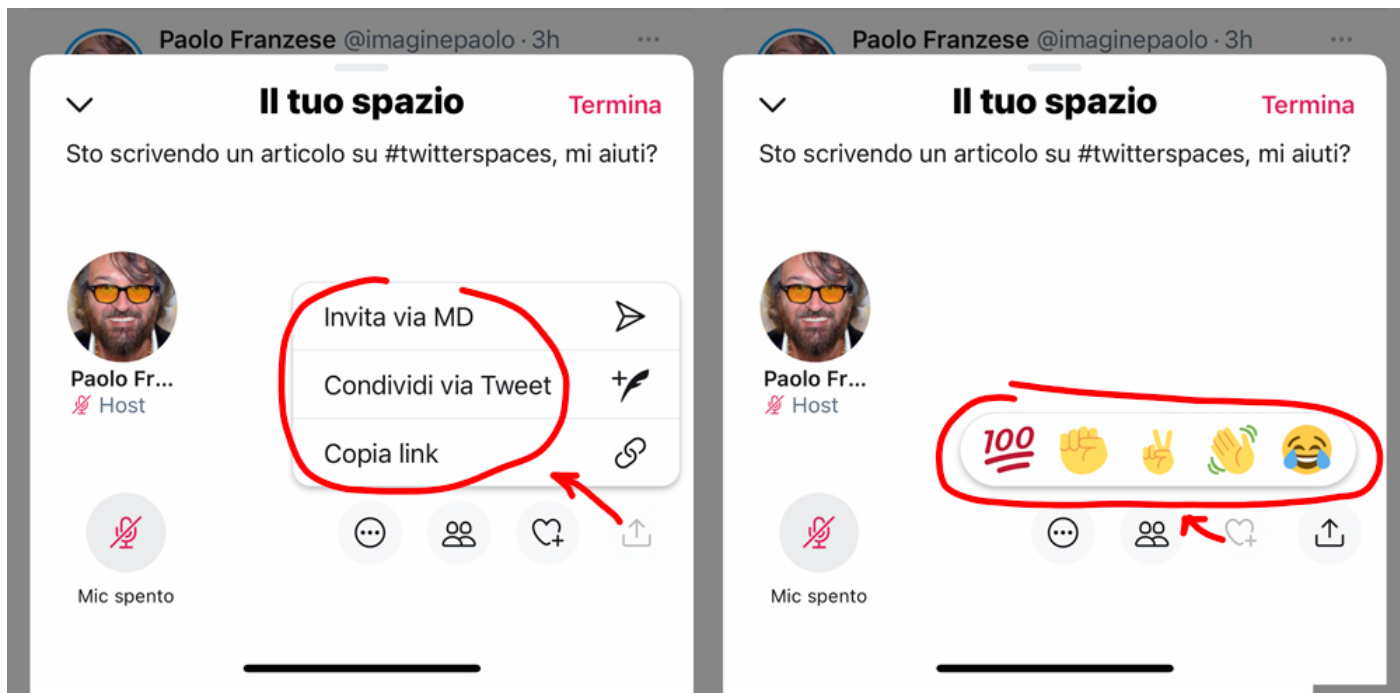 Paolo Franzese @imaginepaolo · 3h
Il tuo spazio
Termina
Sto scrivendo un articolo su #twitterspaces, mi aiuti?
Invita via MD
Condividi via Tweet
Copia link
Paolo Fr...
Host
Mic spento
Paolo Franzese @imaginepaolo · 3h
Il tuo spazio
Termina
Sto scrivendo un articolo su #twitterspaces, mi aiuti?
Paolo Fr...
Host
100
Mic spento